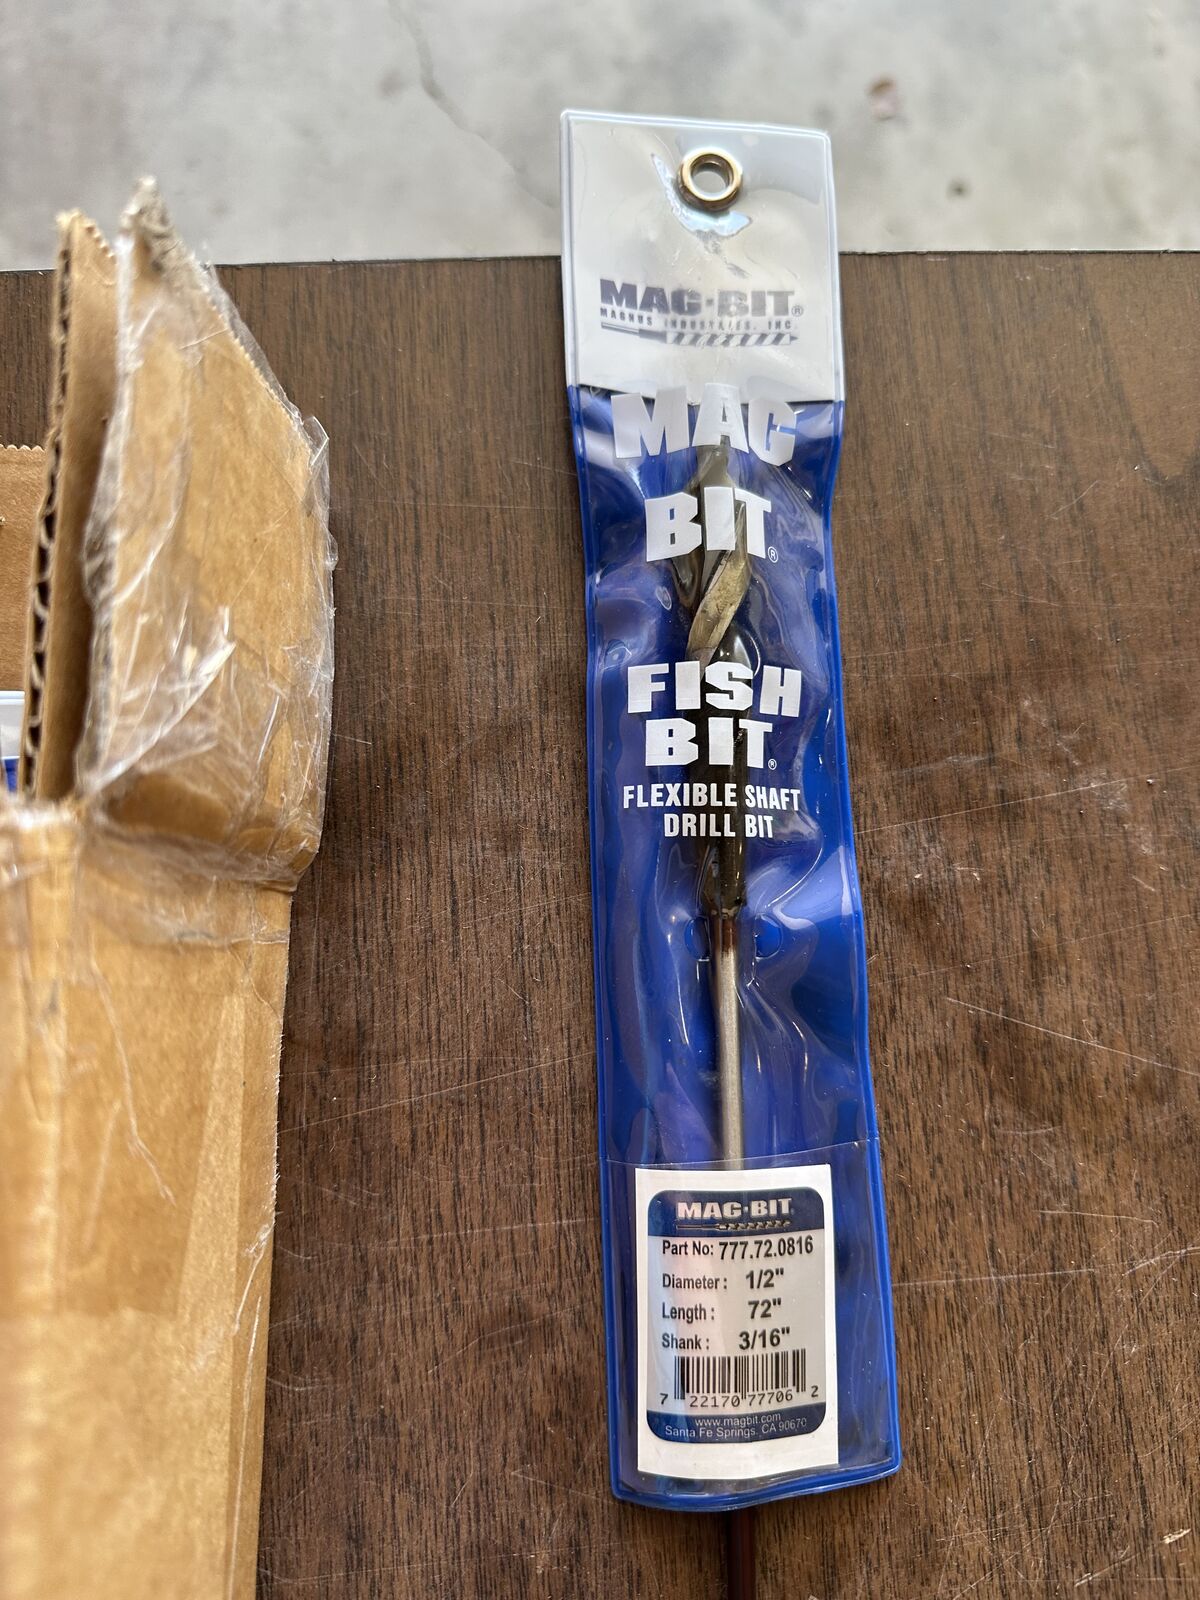 MAG·BIT®
MAGNUS INDUSTRIES, INC.
MAG
BIT®
FISH
BIT®
FLEXIBLE SHAFT
DRILL BIT
MAG·BIT
Part No: 777.72.0816
Diameter: 1/2"
Length: 72"
Shank: 3/16"
7 22170 77706 2
www.magbit.com
Santa Fe Springs, CA 90670